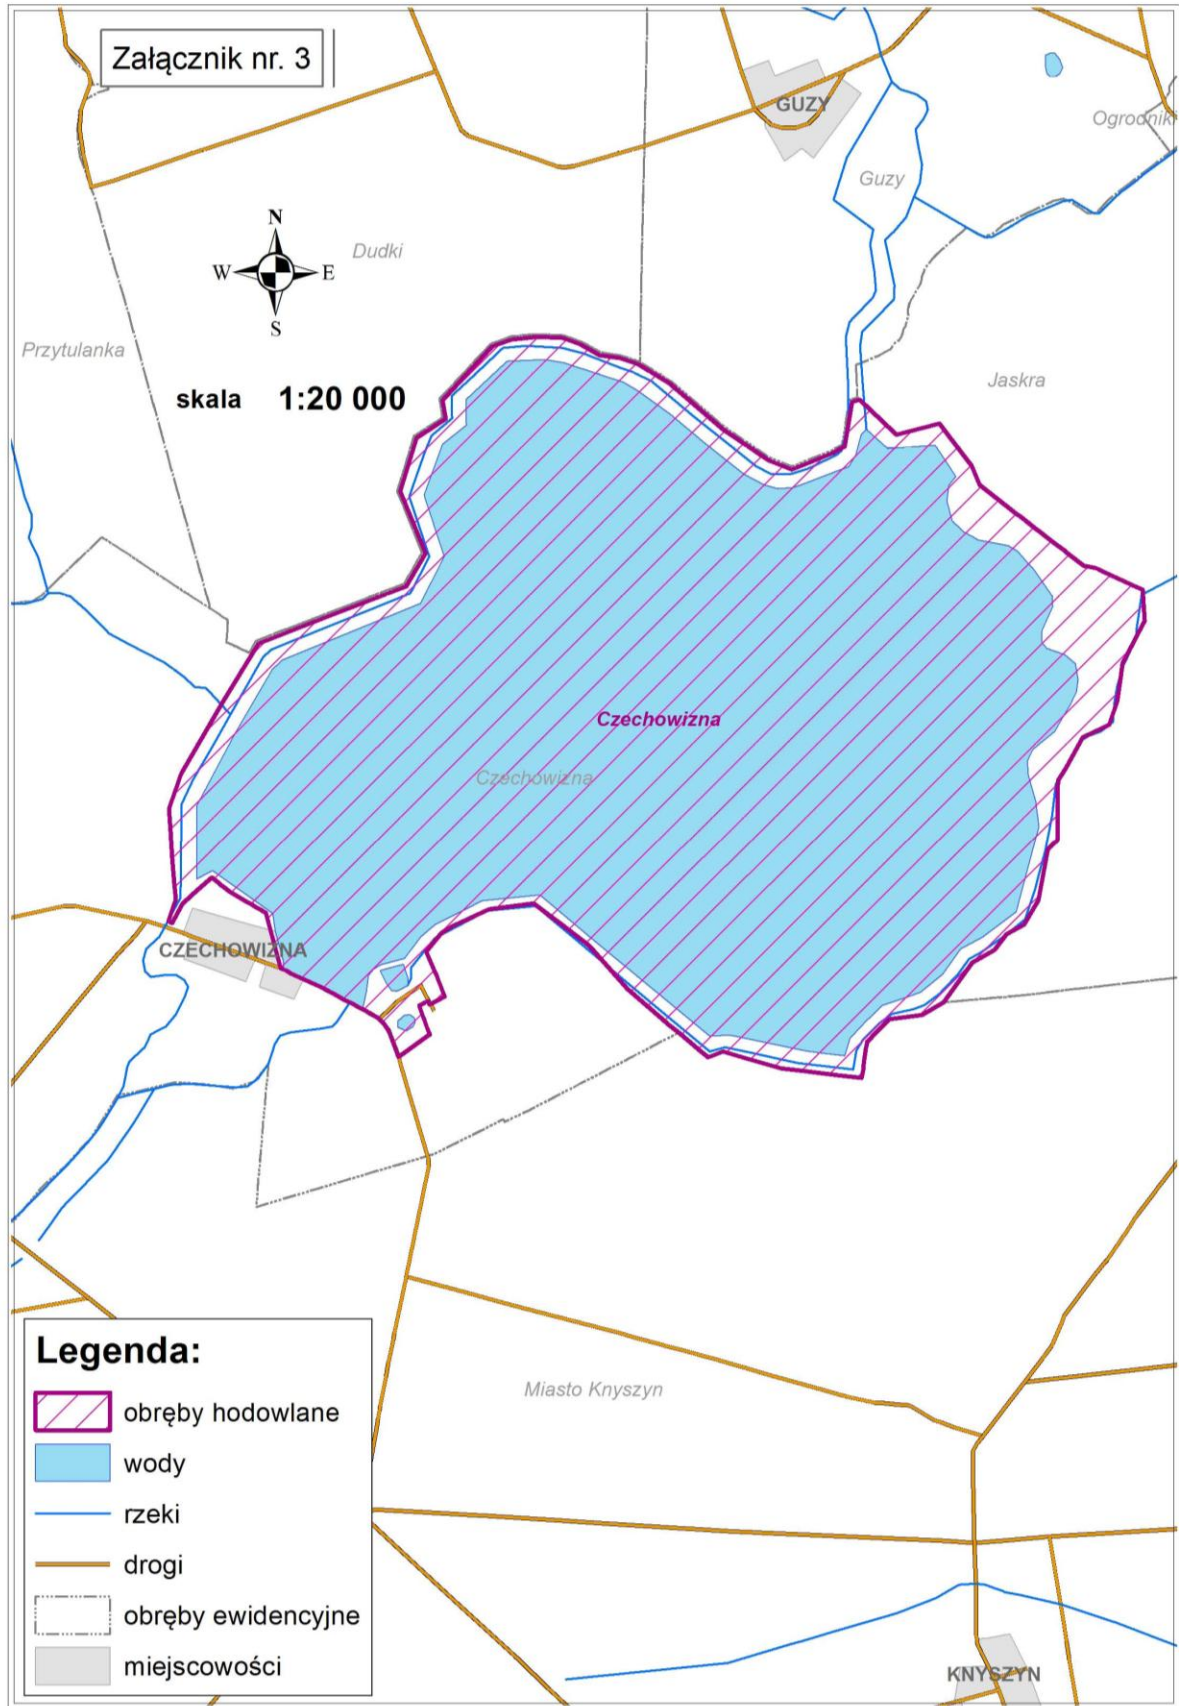 Załącznik nr. 3
GUZY
Ogrodniki
Guzy
N
Dudki
W
E
S
Przytulanka
Jaskra
skala 1:20 000
Czechowizna
Czechowizna
CZECHOWIZNA
Miasto Knyszyn
Legenda:
obręby hodowlane
wody
rzeki
drogi
obręby ewidencyjne
miejscowości
KNYSZYN